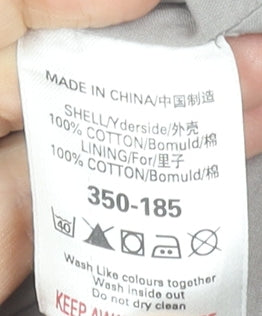 MADE IN CHINA/中国制造
SHELL/Yderside/外壳
100% COTTON/Bomuld/棉
LINING/For/里子
100% COTTON/Bomuld/棉
350-185
40
Wash Like colours together
Wash inside out
Do not dry clean
KEEP